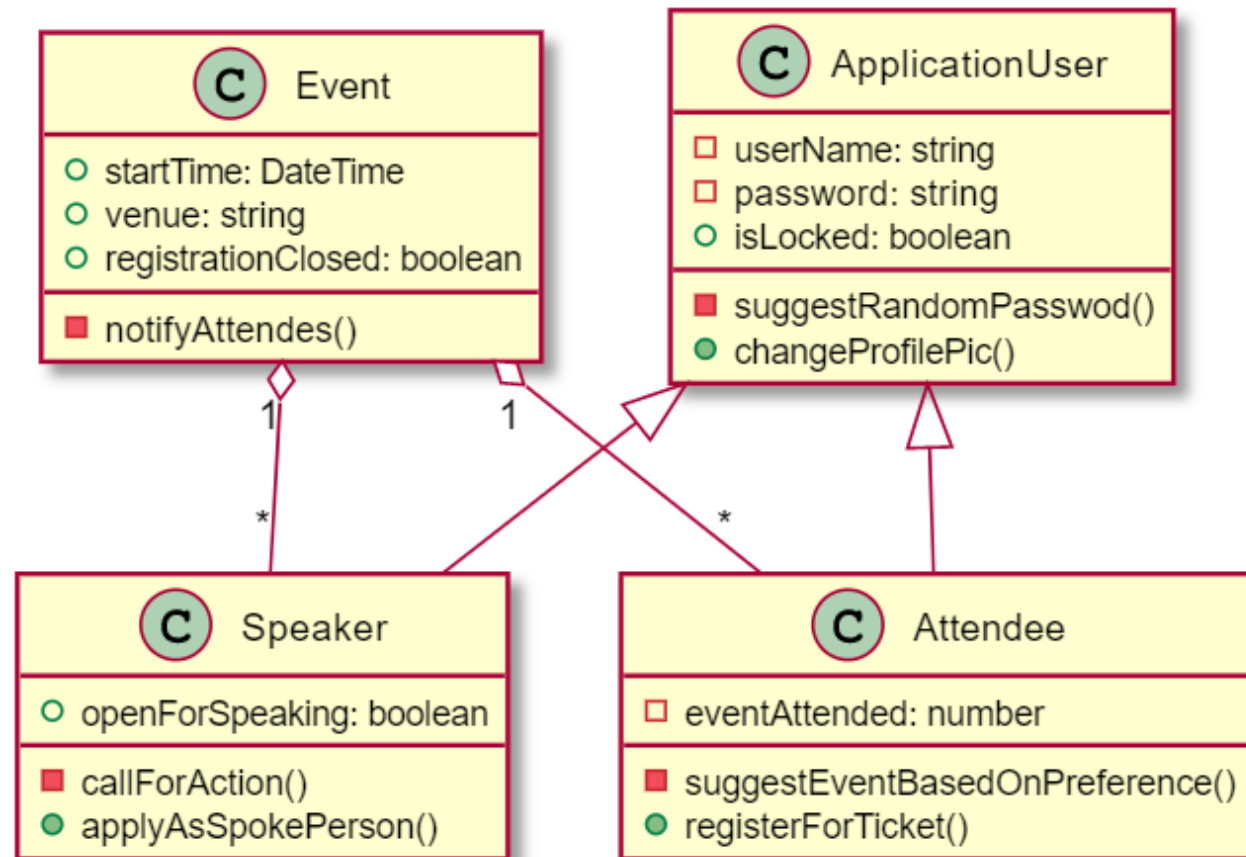 C Event
startTime: DateTime
venue: string
registrationClosed: boolean
notifyAttendes()
C ApplicationUser
userName: string
password: string
isLocked: boolean
suggestRandomPasswod()
changeProfilePic()
1
1
*
*
C Speaker
openForSpeaking: boolean
callForAction()
applyAsSpokePerson()
C Attendee
eventAttended: number
suggestEventBasedOnPreference()
registerForTicket()